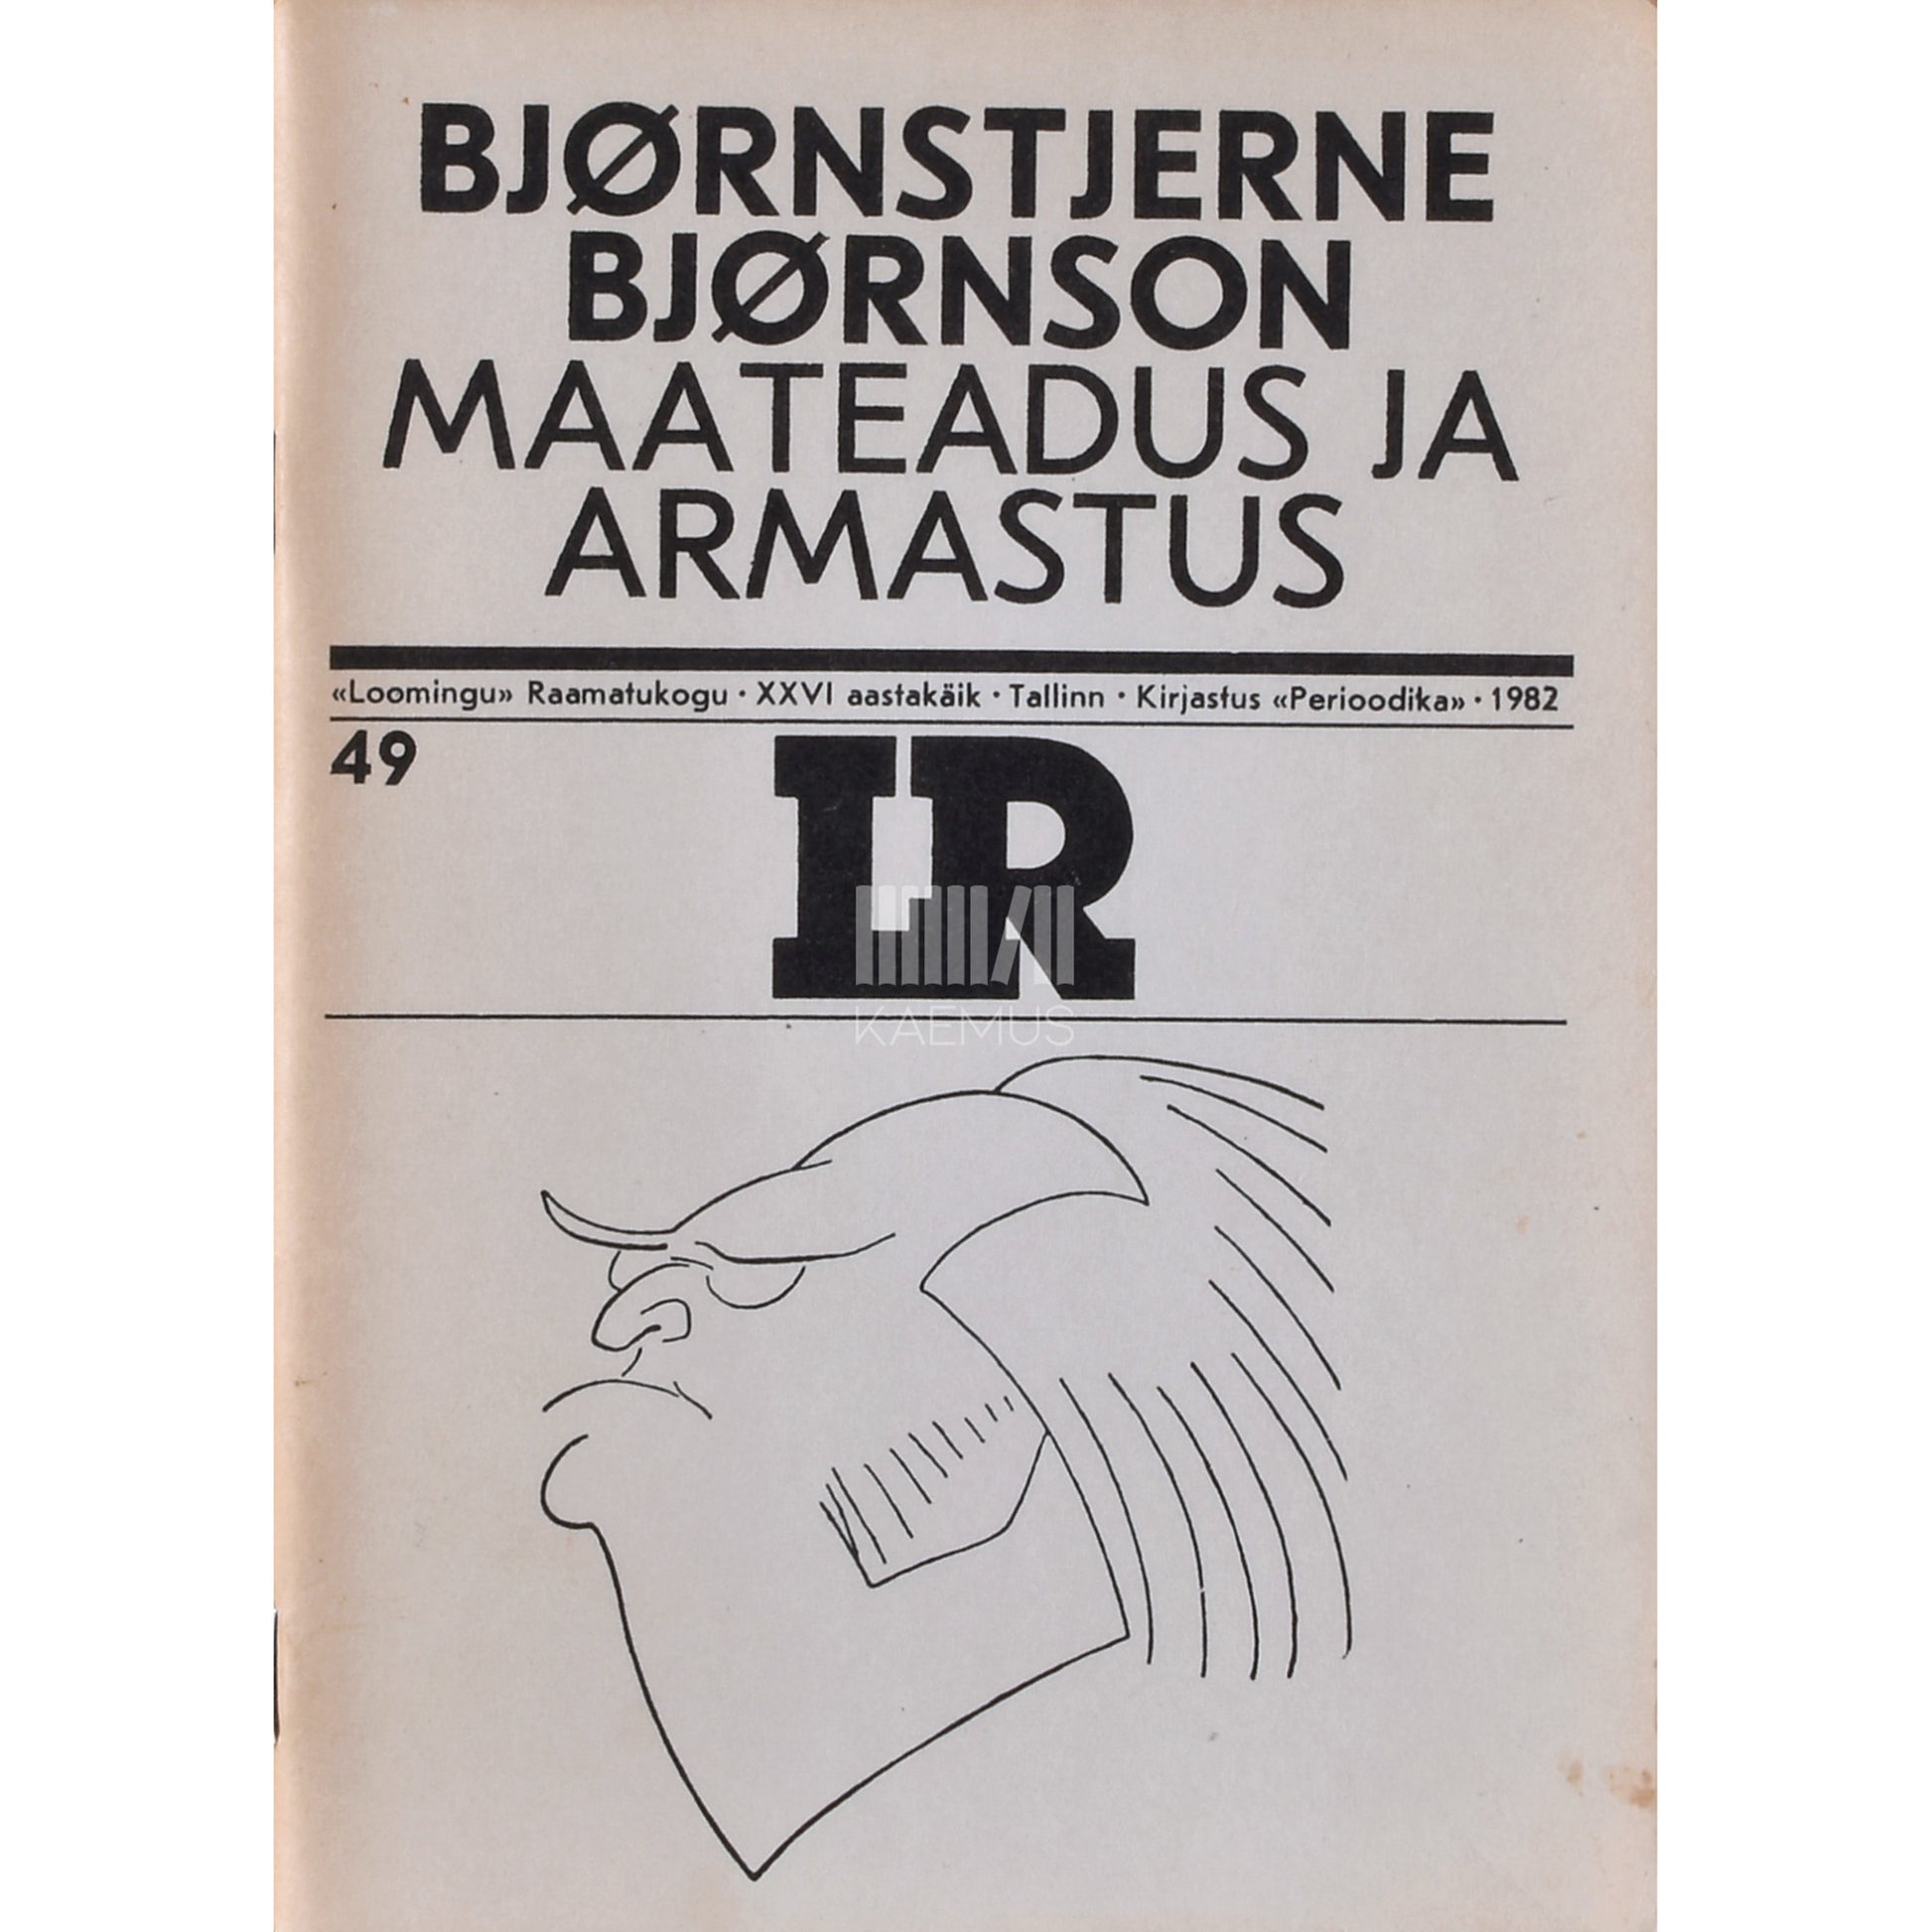 BJØRNSTJERNE
BJØRNSON
MAATEADUS JA
ARMASTUS
«Loomingu» Raamatukogu · XXVI aastakäik · Tallinn · Kirjastus «Perioodika» · 1982
49
LR
KAEMUS